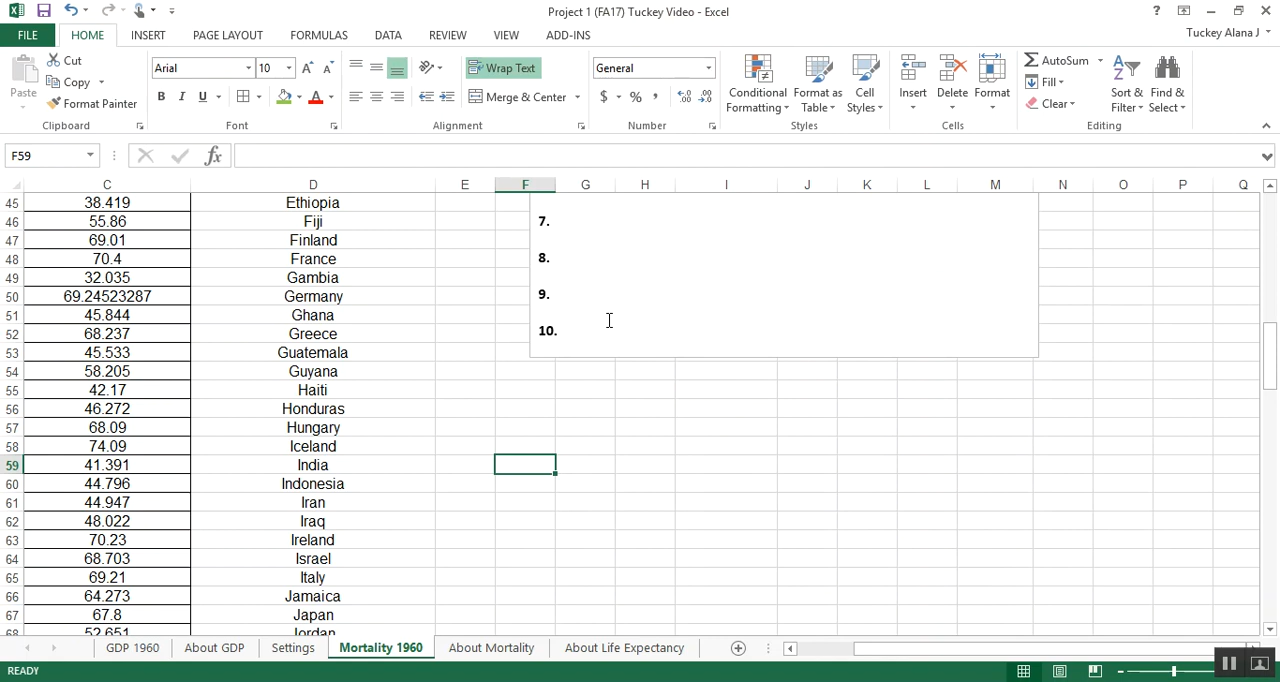 Project 1 (FA17) Tuckey Video - Excel
?
FILE HOME INSERT PAGE LAYOUT FORMULAS DATA REVIEW VIEW ADD-INS Tuckey Alana J
Paste Cut
Copy
Format Painter
Clipboard
Arial 10 A A
B I U A
Font
Wrap Text
Merge & Center
Alignment
General
$ % , .0 .00 .00 .0
Number
Conditional Formatting
Format as Table
Cell Styles
Styles
Insert Delete Format
Cells
AutoSum
Fill
Clear
Sort & Filter
Find & Select
Editing
F59 fx
C D E F G H I J K L M N O P Q
45 38.419 Ethiopia
46 55.86 Fiji 7.
47 69.01 Finland
48 70.4 France 8.
49 32.035 Gambia
50 69.24523287 Germany 9.
51 45.844 Ghana
52 68.237 Greece 10.
53 45.533 Guatemala
54 58.205 Guyana
55 42.17 Haiti
56 46.272 Honduras
57 68.09 Hungary
58 74.09 Iceland
59 41.391 India
60 44.796 Indonesia
61 44.947 Iran
62 48.022 Iraq
63 70.23 Ireland
64 68.703 Israel
65 69.21 Italy
66 64.273 Jamaica
67 67.8 Japan
68 52.651 Jordan
GDP 1960 About GDP Settings Mortality 1960 About Mortality About Life Expectancy
READY